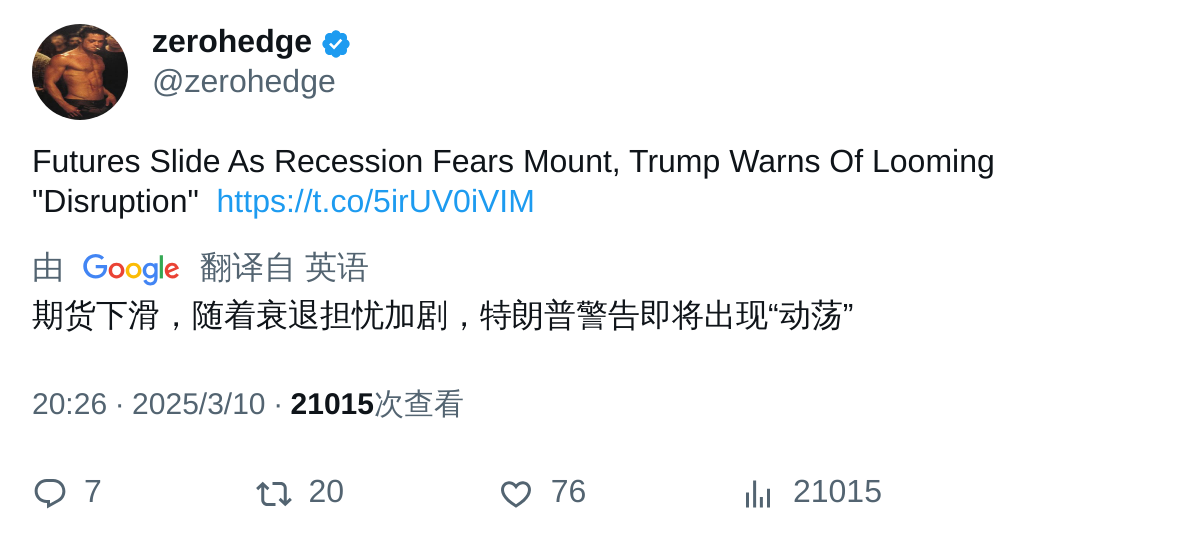 zerohedge
@zerohedge
Futures Slide As Recession Fears Mount, Trump Warns Of Looming
"Disruption"  https://t.co/5irUV0iVIM
由 Google 翻译自 英语
期货下滑，随着衰退担忧加剧，特朗普警告即将出现“动荡”
20:26 · 2025/3/10 · 21015次查看
7 20 76 21015